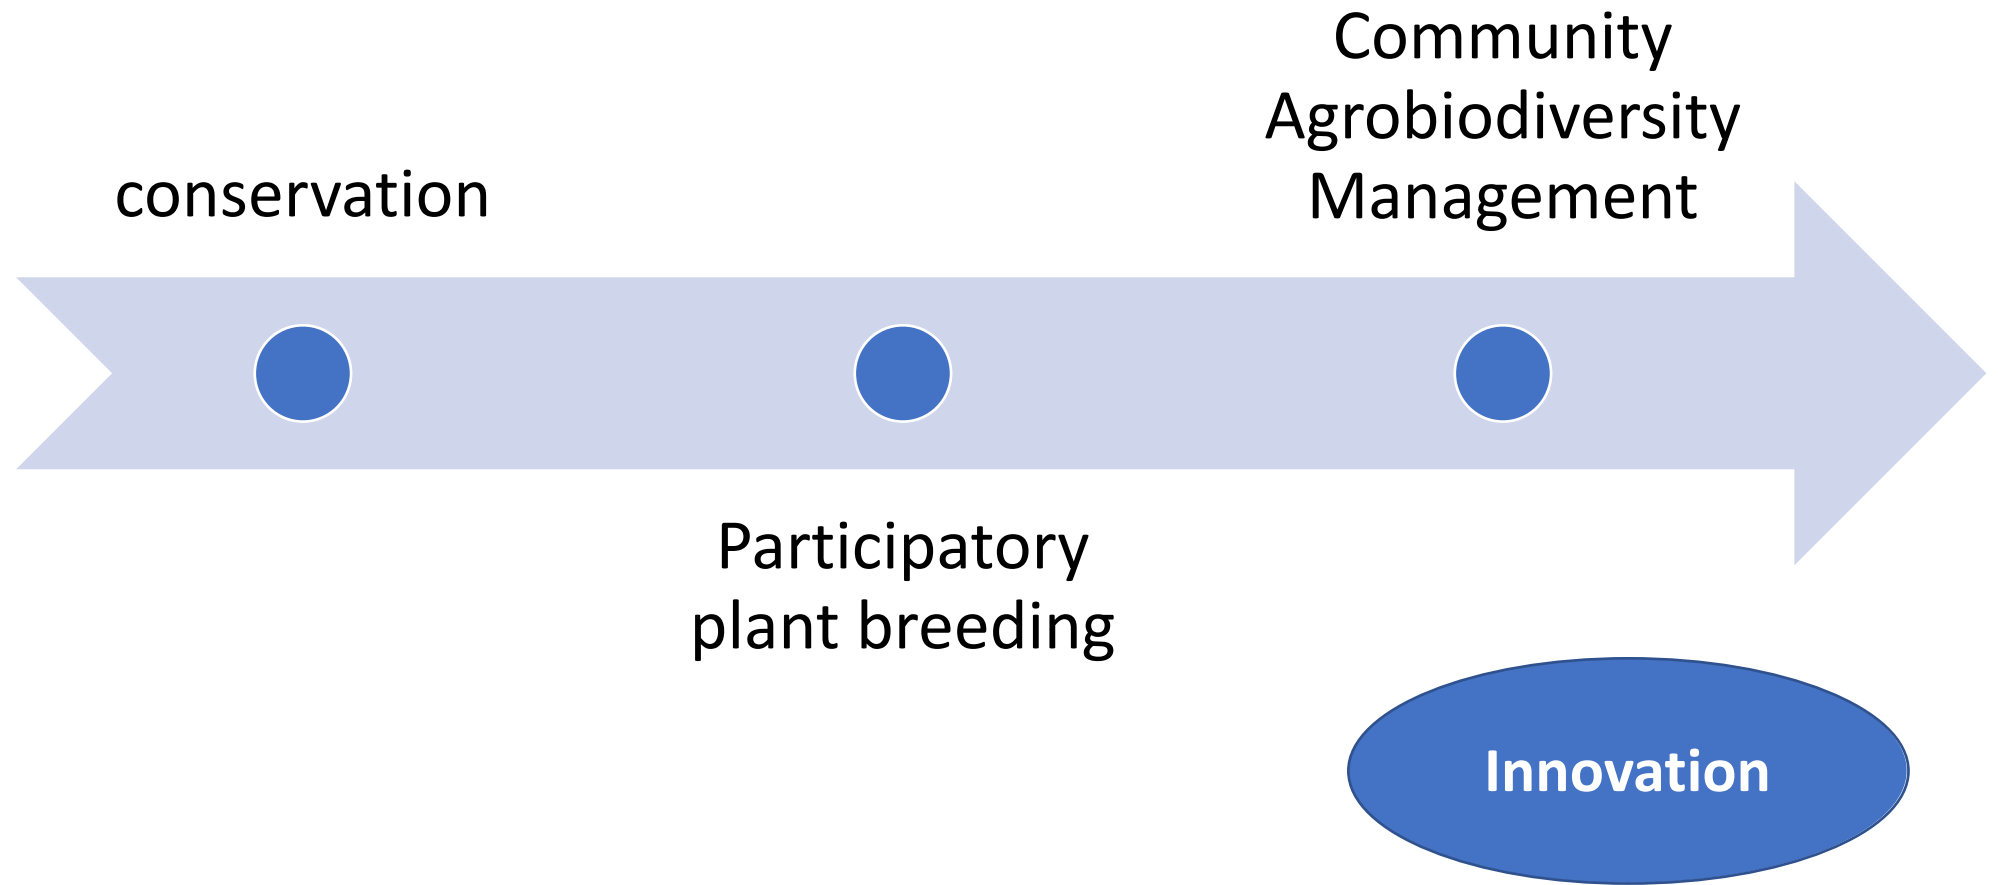 conservation
Participatory
plant breeding
Community
Agrobiodiversity
Management
Innovation